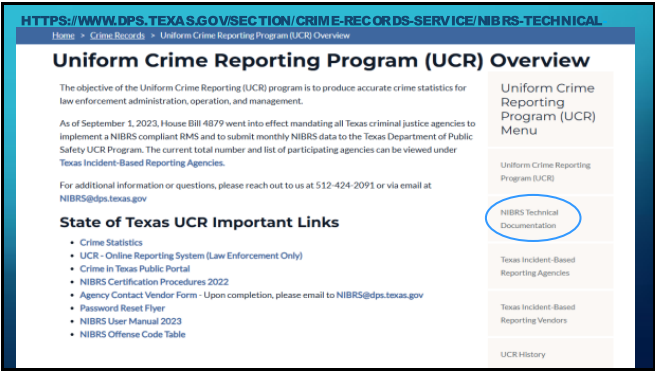 HTTPS://WWW.DPS.TEXAS.GOV/SECTION/CRIME-RECORDS-SERVICE/NIBRS-TECHNICAL
Home > Crime Records > Uniform Crime Reporting Program (UCR) Overview
Uniform Crime Reporting Program (UCR) Overview
The objective of the Uniform Crime Reporting (UCR) program is to produce accurate crime statistics for
law enforcement administration, operation, and management.
As of September 1, 2023, House Bill 4879 went into effect mandating all Texas criminal justice agencies to
implement a NIBRS compliant RMS and to submit monthly NIBRS data to the Texas Department of Public
Safety UCR Program. The current total number and list of participating agencies can be viewed under
Texas Incident-Based Reporting Agencies.
For additional information or questions, please reach out to us at 512-424-2091 or via email at
NIBRS@dps.texas.gov
State of Texas UCR Important Links
• Crime Statistics
• UCR - Online Reporting System (Law Enforcement Only)
• Crime in Texas Public Portal
• NIBRS Certification Procedures 2022
• Agency Contact Vendor Form - Upon completion, please email to NIBRS@dps.texas.gov
• Password Reset Flyer
• NIBRS User Manual 2023
• NIBRS Offense Code Table
Uniform Crime
Reporting
Program (UCR)
Menu
Uniform Crime Reporting
Program (UCR)
NIBRS Technical
Documentation
Texas Incident-Based
Reporting Agencies
Texas Incident-Based
Reporting Vendors
UCR History